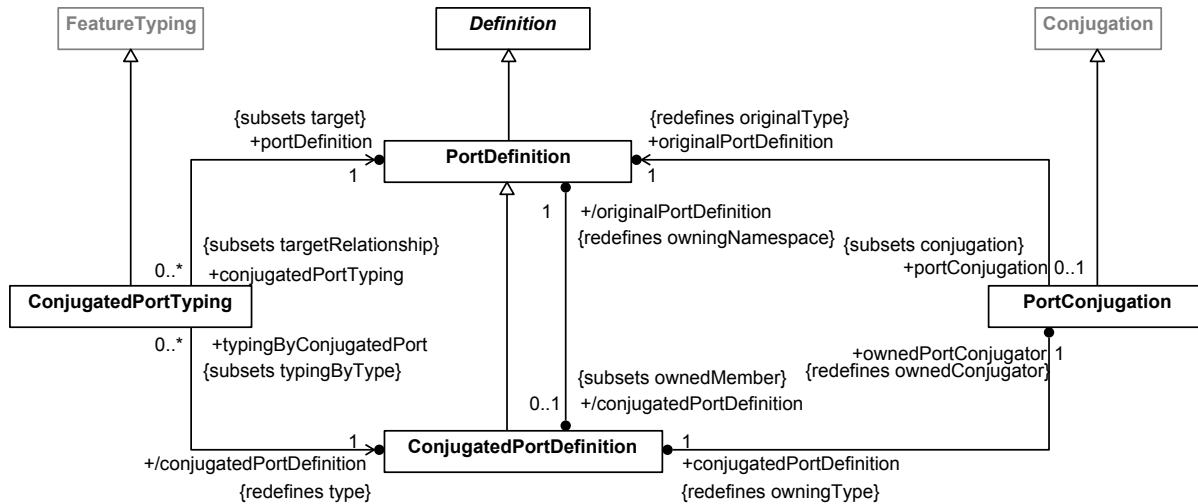 FeatureTyping
Definition
Conjugation
{subsets target}
+portDefinition
1
PortDefinition
{redefines originalType}
+originalPortDefinition
1
1
+/originalPortDefinition
{redefines owningNamespace}
{subsets targetRelationship}
0..*
+conjugatedPortTyping
{subsets conjugation}
+portConjugation
0..1
ConjugatedPortTyping
PortConjugation
0..*
+typingByConjugatedPort
{subsets typingByType}
+ownedPortConjugator
1
{redefines ownedConjugator}
{subsets ownedMember}
0..1
+/conjugatedPortDefinition
1
ConjugatedPortDefinition
1
+/conjugatedPortDefinition
{redefines type}
+conjugatedPortDefinition
{redefines owningType}